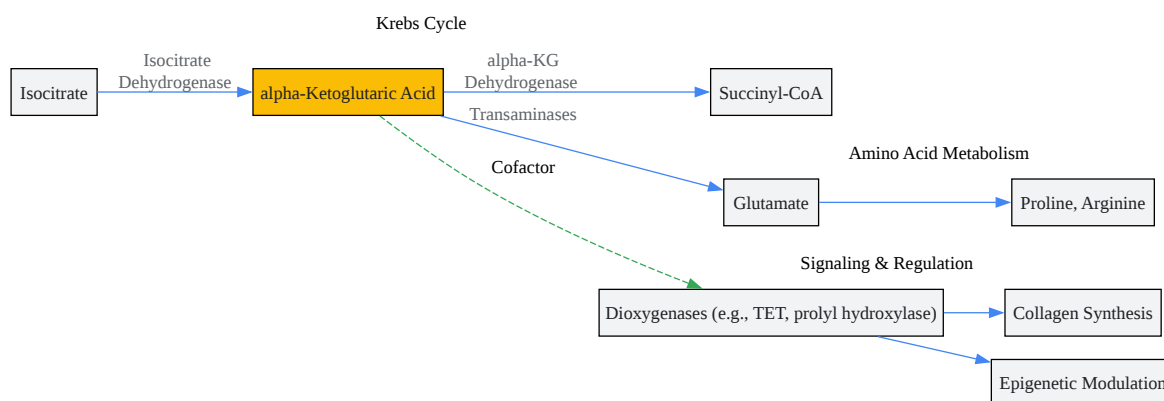 Krebs Cycle
Isocitrate
Dehydrogenase
alpha-KG
Dehydrogenase
Isocitrate
alpha-Ketoglutaric Acid
Succinyl-CoA
Transaminases
Amino Acid Metabolism
Cofactor
Glutamate
Proline, Arginine
Signaling & Regulation
Dioxygenases (e.g., TET, prolyl hydroxylase)
Collagen Synthesis
Epigenetic Modulation